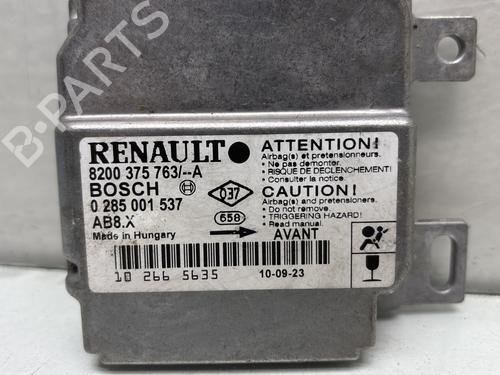 RENAULT
8200 375 763/--A
BOSCH
0 285 001 537
AB8.X
Made in Hungary
037
658
ATTENTION!
Airbag(s) et pretensionneurs.
• Ne pas demonter.
• RISQUE DE DECLENCHEMENT!
• Consulter la notice.
CAUTION!
Airbag(s) and pretensioners.
• Do not remove.
• TRIGGERING HAZARD!
• Read manual.
AVANT
10 266 5635
10-09-23
B-PARTS